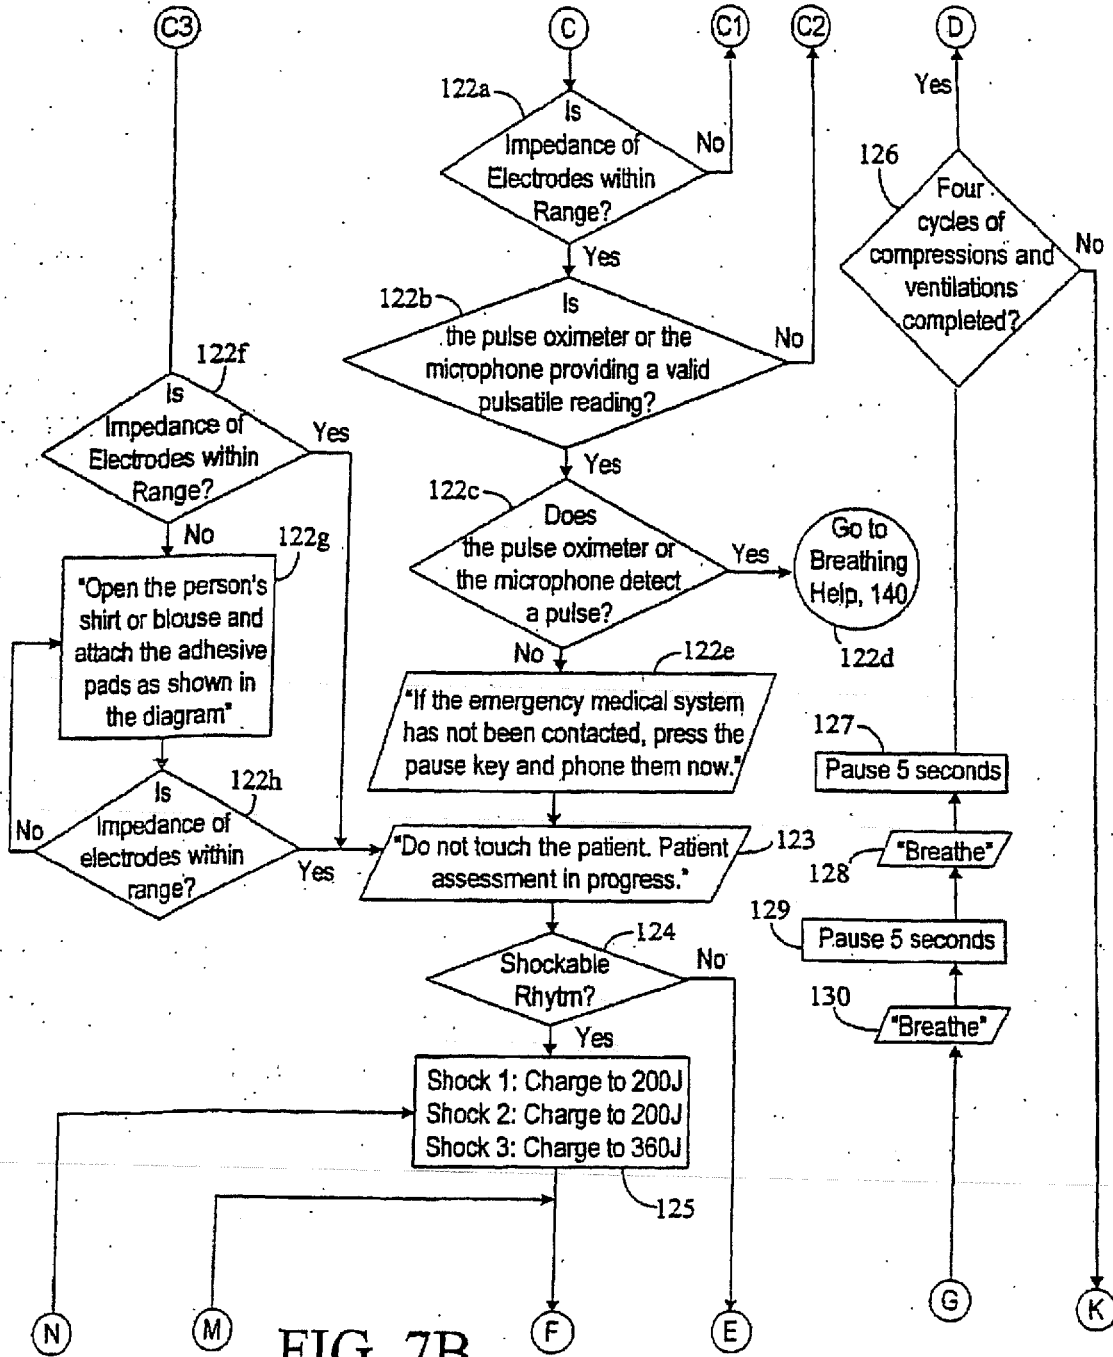 C3
C
C1
C2
D
122a
Is
Impedance of
Electrodes within
Range?
No
Yes
Yes
126
Four
cycles of
compressions and
ventilations
completed?
No
122b
Is
the pulse oximeter or the
microphone providing a valid
pulsatile reading?
No
Yes
122f
Is
Impedance of
Electrodes within
Range?
Yes
No
122c
Does
the pulse oximeter or
the microphone detect
a pulse?
Yes
No
Go to
Breathing
Help, 140
122d
122g
"Open the person's
shirt or blouse and
attach the adhesive
pads as shown in
the diagram"
122e
"If the emergency medical system
has not been contacted, press the
pause key and phone them now."
127
Pause 5 seconds
122h
Is
Impedance of
electrodes within
range?
No
Yes
"Do not touch the patient. Patient
assessment in progress."
123
"Breathe"
128
129
Pause 5 seconds
124
Shockable
Rhytm?
No
Yes
130
"Breathe"
Shock 1: Charge to 200J
Shock 2: Charge to 200J
Shock 3: Charge to 360J
125
N
M
F
E
G
K
FIG. 7B